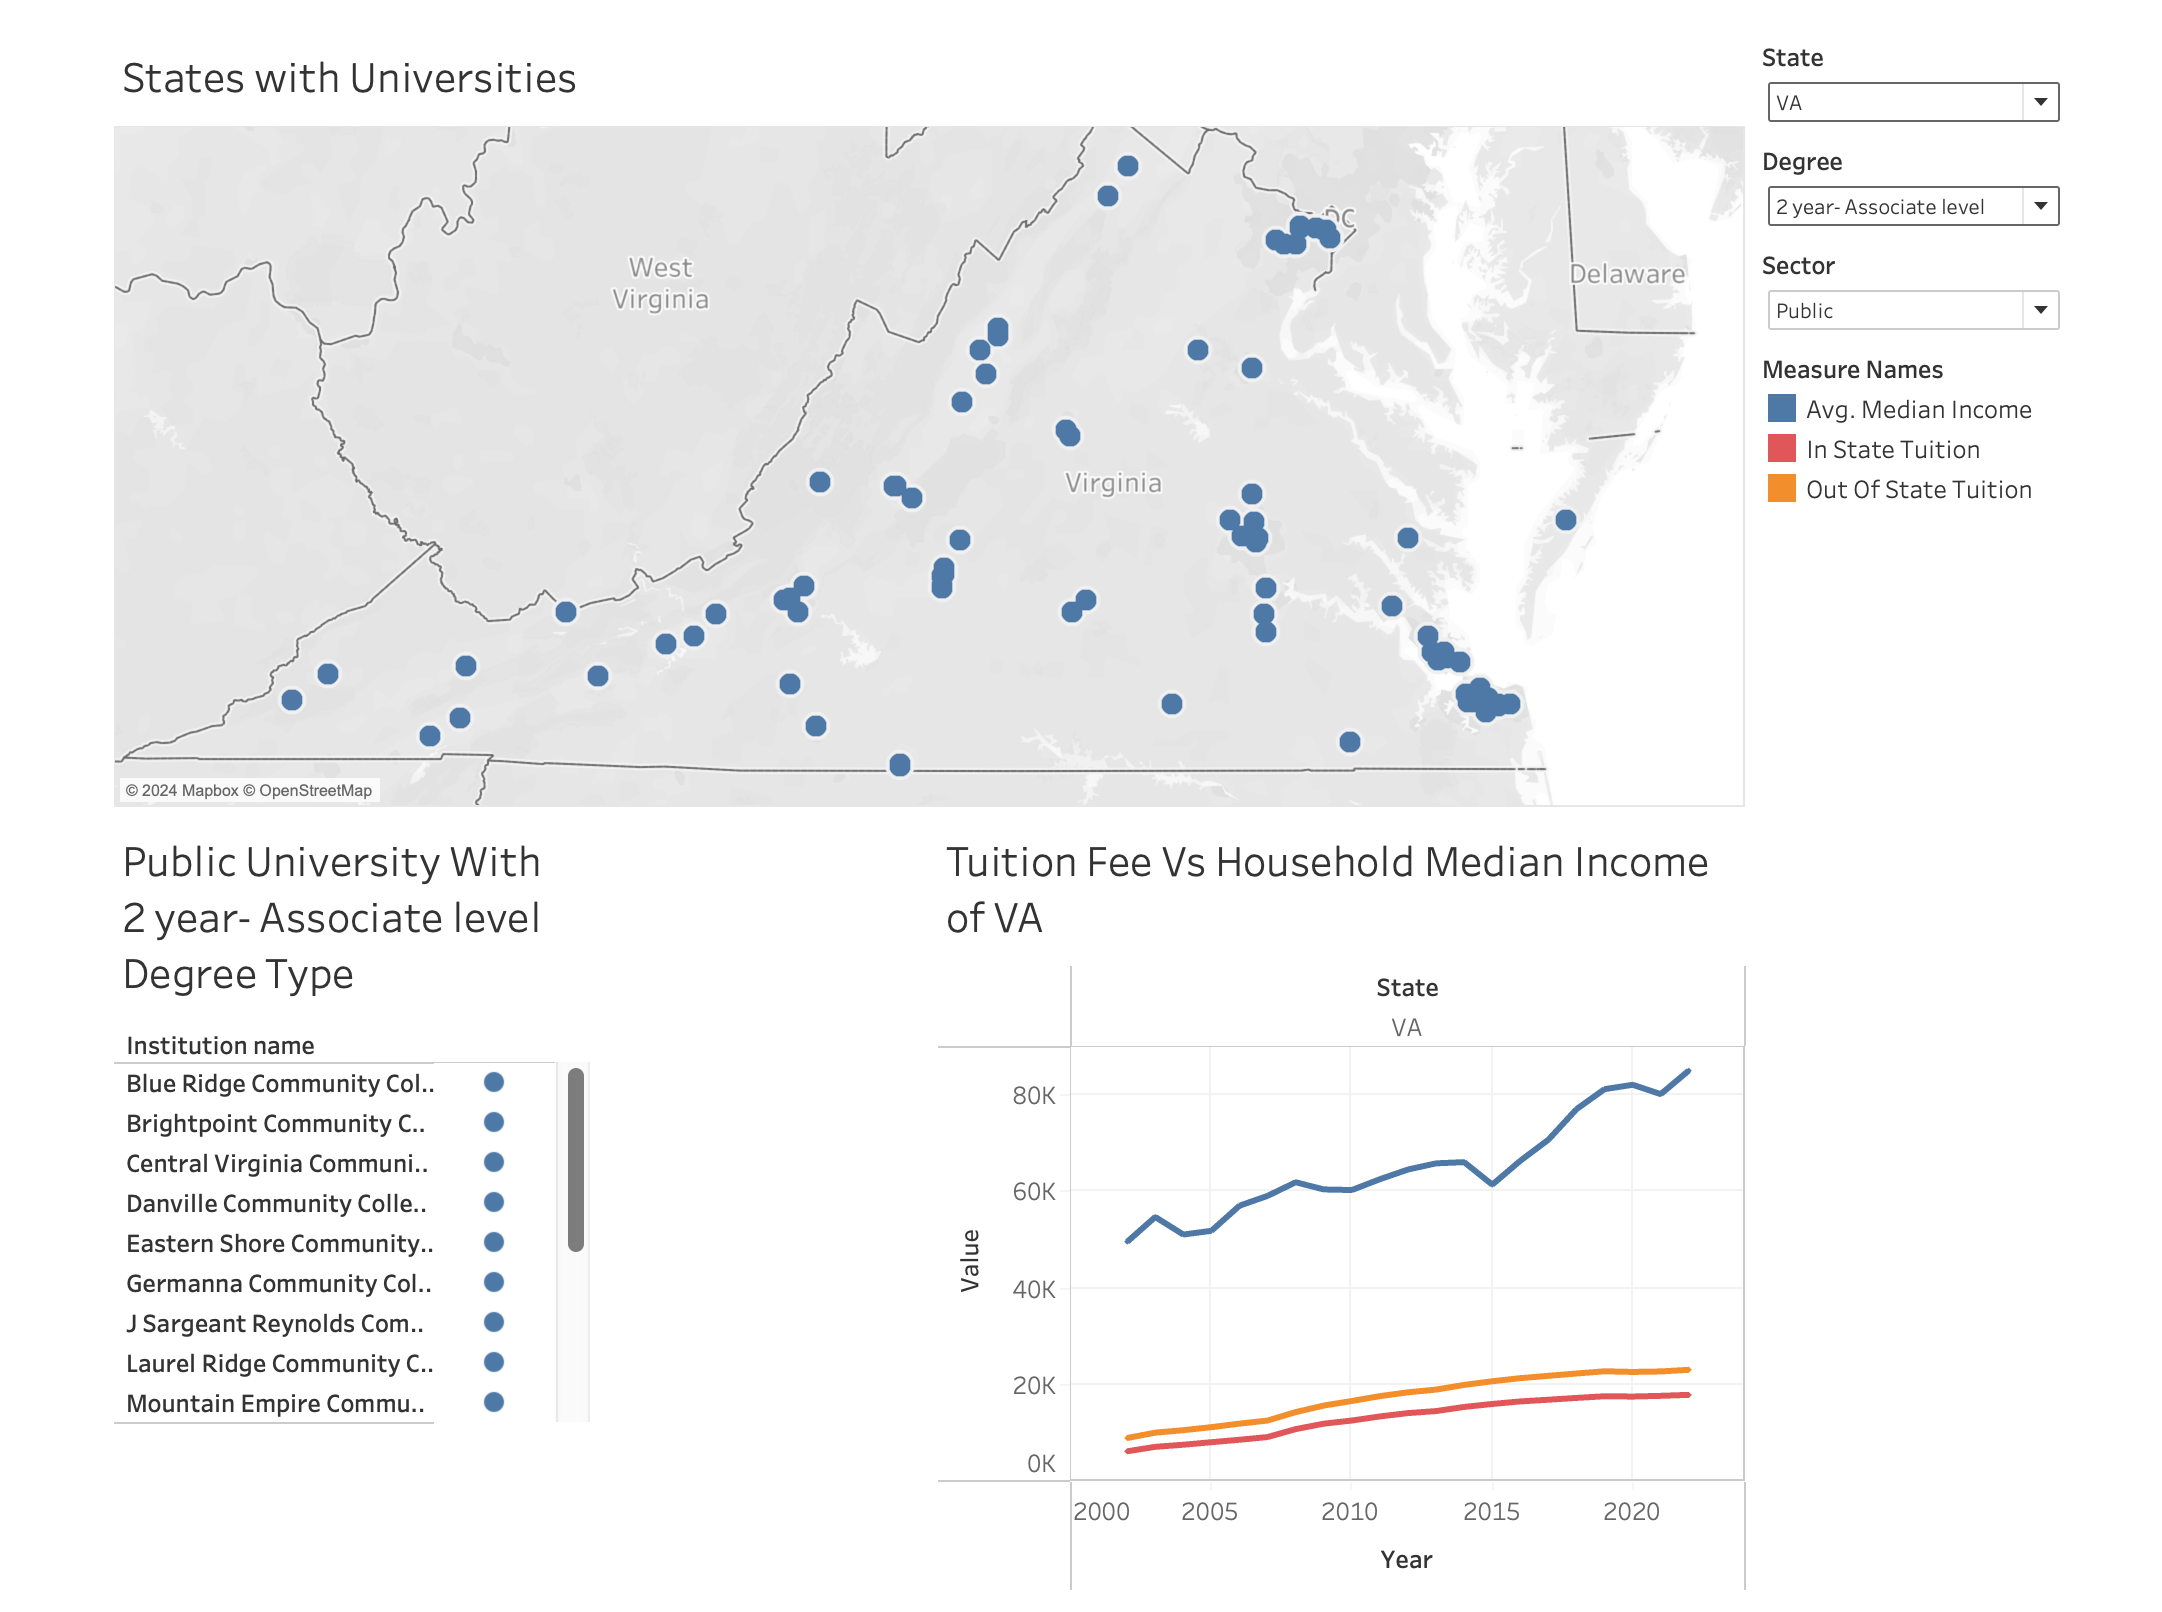 States with Universities
State
VA
Degree
2 year- Associate level
Sector
Public
Measure Names
Avg. Median Income
In State Tuition
Out Of State Tuition
DC
West
Virginia
Delaware
Virginia
© 2024 Mapbox © OpenStreetMap
Public University With
2 year- Associate level
Degree Type
Institution name
Blue Ridge Community Col..
Brightpoint Community C..
Central Virginia Communi..
Danville Community Colle..
Eastern Shore Community..
Germanna Community Col..
J Sargeant Reynolds Com..
Laurel Ridge Community C..
Mountain Empire Commu..
Tuition Fee Vs Household Median Income
of VA
State
VA
80K
60K
40K
20K
0K
Value
2000 2005 2010 2015 2020
Year